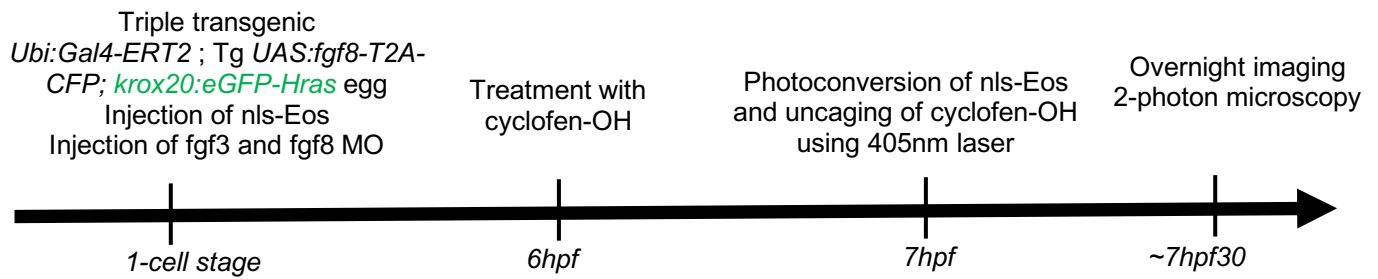 Triple transgenic
Ubi:Gal4-ERT2 ; Tg UAS:fgf8-T2A-
CFP; krox20:eGFP-Hras egg
Injection of nls-Eos
Injection of fgf3 and fgf8 MO
Treatment with
cyclofen-OH
Photoconversion of nls-Eos
and uncaging of cyclofen-OH
using 405nm laser
Overnight imaging
2-photon microscopy
1-cell stage
6hpf
7hpf
~7hpf30